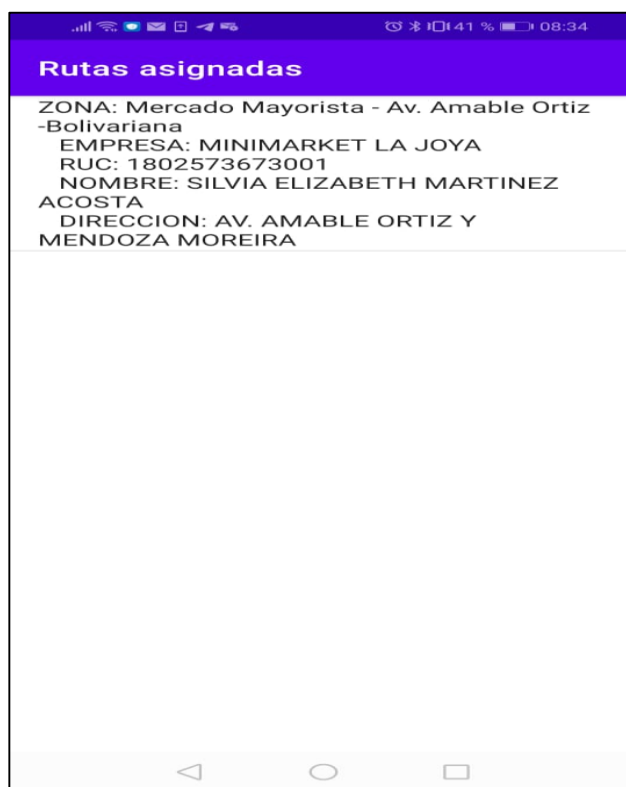 41 % 08:34
Rutas asignadas
ZONA: Mercado Mayorista - Av. Amable Ortiz
-Bolivariana
EMPRESA: MINIMARKET LA JOYA
RUC: 1802573673001
NOMBRE: SILVIA ELIZABETH MARTINEZ
ACOSTA
DIRECCION: AV. AMABLE ORTIZ Y
MENDOZA MOREIRA